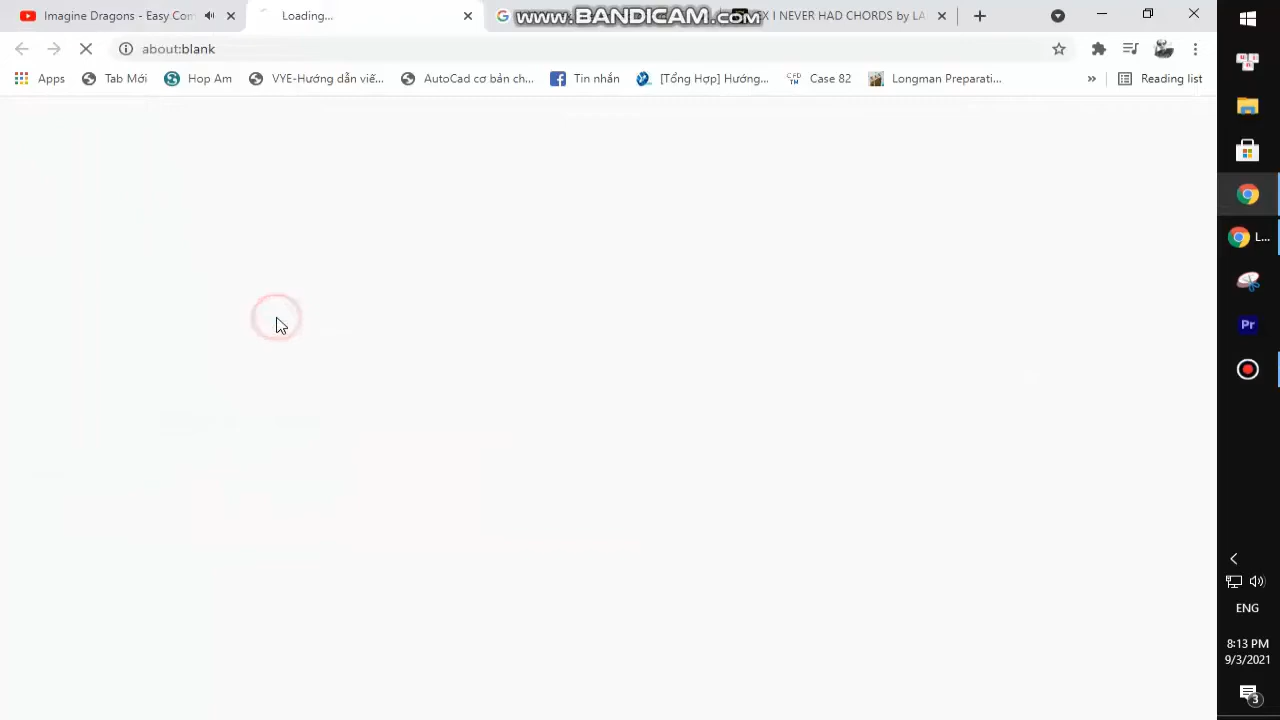 Imagine Dragons - Easy Com
Loading...
www.BANDICAM.com
X I NEVER HAD CHORDS by LA
about:blank
Apps
Tab Mới
Hop Am
VYE-Hướng dẫn viế...
AutoCad cơ bản ch...
Tin nhắn
[Tổng Hợp] Hướng...
Case 82
Longman Preparati...
»
Reading list
L...
Pr
ENG
8:13 PM
9/3/2021
3